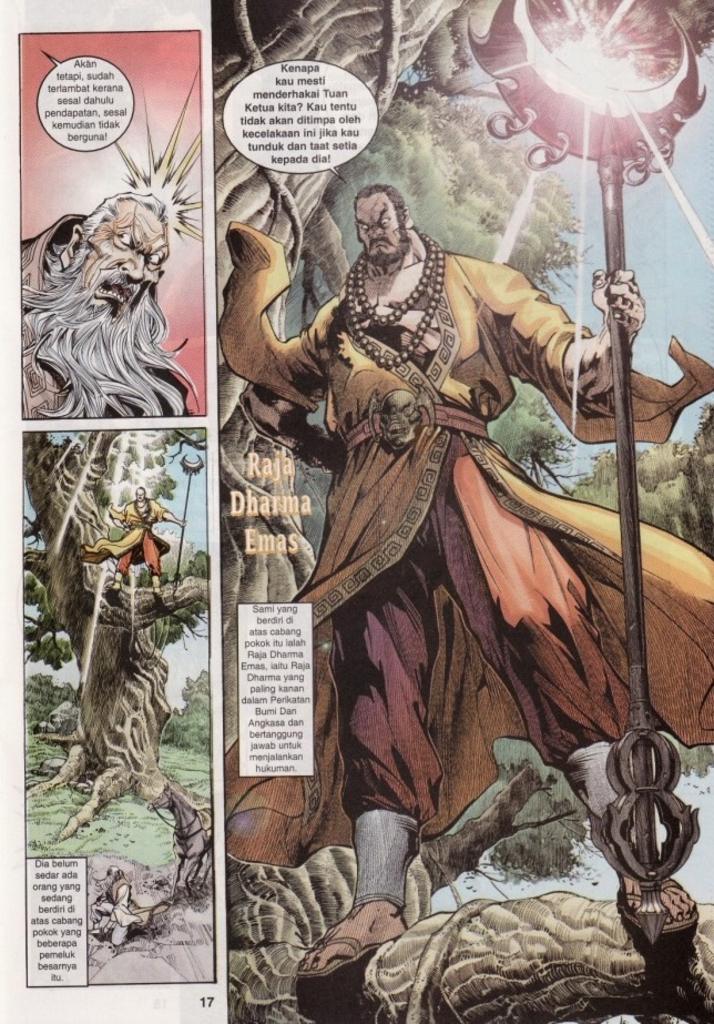 Akan
tetapi, sudah
terlambat kerana
sesal dahulu
pendapatan, sesal
kemudian tidak
berguna!
Dia belum
sedar ada
orang yang
sedang
berdiri di
atas cabang
pokok yang
beberapa
pemeluk
besarnya
itu.
Kenapa
kau mesti
menderhakai Tuan
Ketua kita? Kau tentu
tidak akan ditimpa oleh
kecelakaan ini jika kau
tunduk dan taat setia
kepada dia!
Raja
Dharma
Emas
Sami yang
berdiri di
atas cabang
pokok itu ialah
Raja Dharma
Emas, iaitu Raja
Dharma yang
paling kanan
dalam Perikatan
Bumi Dan
Angkasa dan
bertanggung
jawab untuk
menjalankan
hukuman.
17